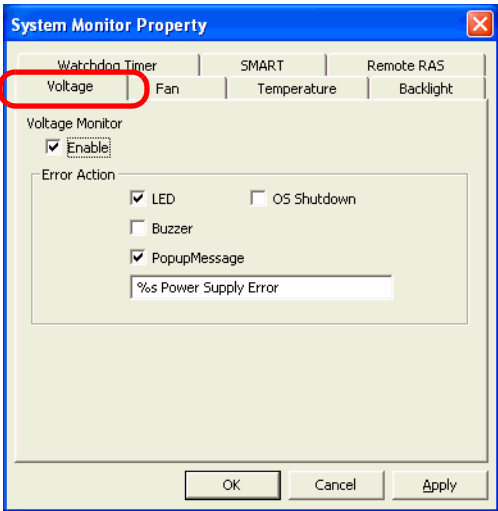 System Monitor Property
Watchdog Timer SMART Remote RAS
Voltage Fan Temperature Backlight
Voltage Monitor
Enable
Error Action
LED OS Shutdown
Buzzer
PopupMessage
%s Power Supply Error
OK Cancel Apply